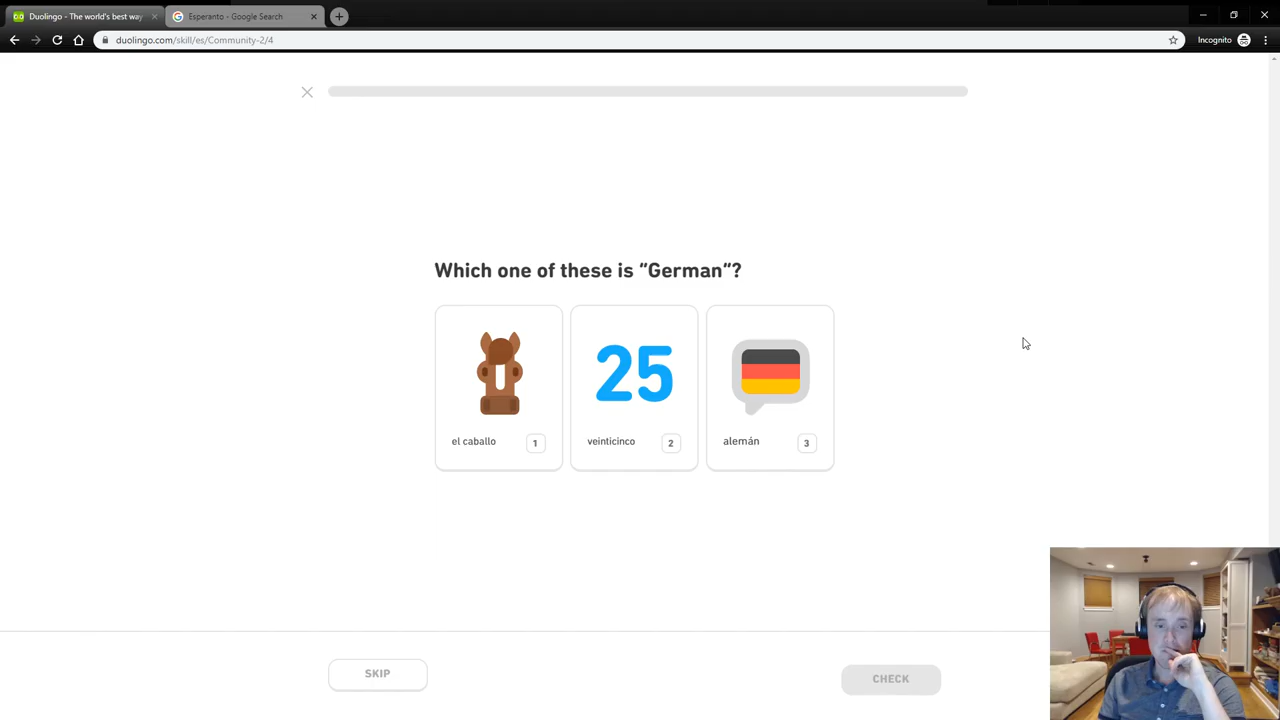 Duolingo - The world's best way
Esperanto - Google Search
duolingo.com/skill/es/Community-2/4
Incognito
Which one of these is "German"?
25
el caballo 1
veinticinco 2
alemán 3
SKIP
CHECK